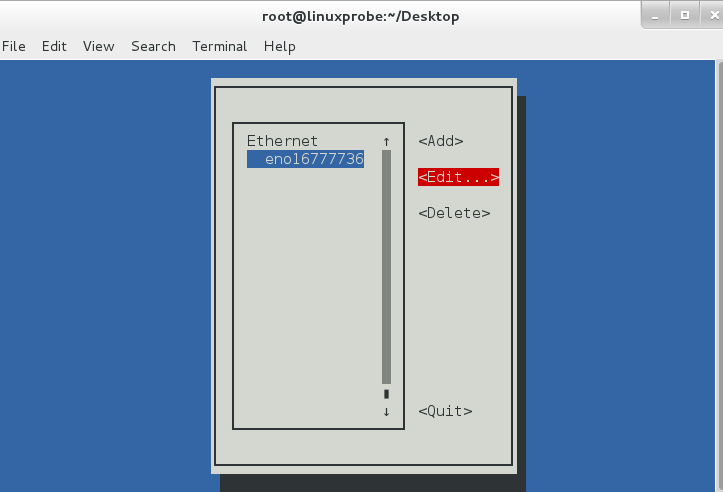 root@linuxprobe:~/Desktop
File Edit View Search Terminal Help
Ethernet ↑ <Add>
eno16777736
<Edit...>
<Delete>
↓ <Quit>